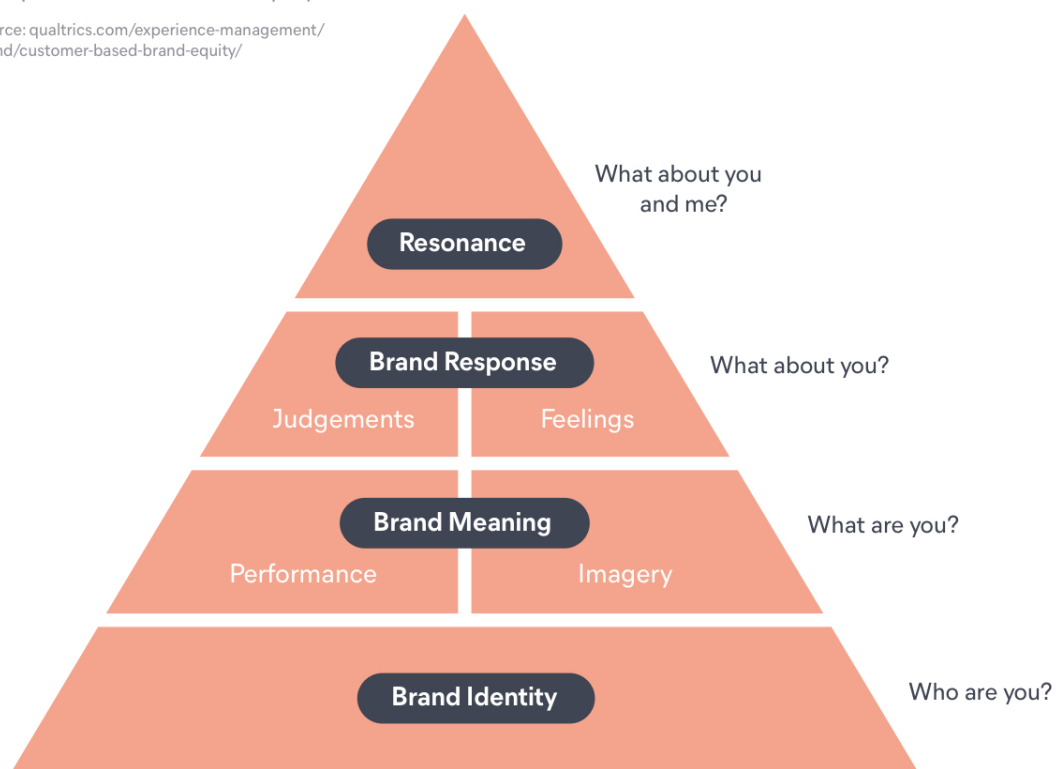 rce: qualtrics.com/experience-management/
nd/customer-based-brand-equity/
What about you
and me?
Resonance
Brand Response
What about you?
Judgements
Feelings
Brand Meaning
What are you?
Performance
Imagery
Brand Identity
Who are you?